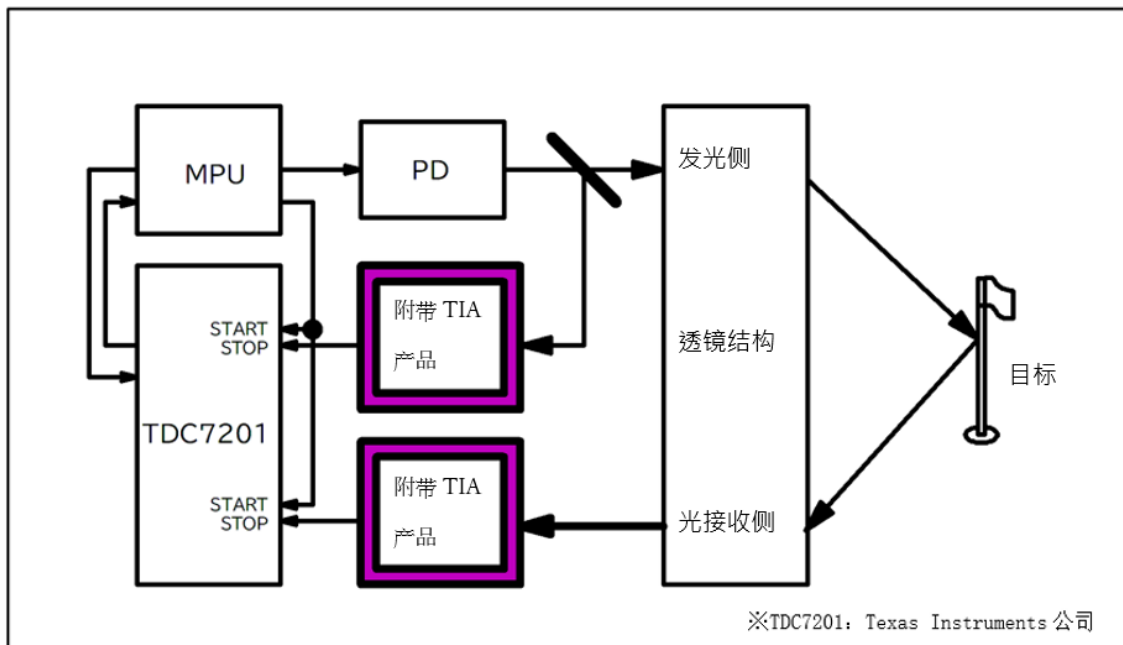 MPU
PD
发光侧
START
STOP
附带 TIA
产品
透镜结构
目标
TDC7201
START
STOP
附带 TIA
产品
光接收侧
※TDC7201: Texas Instruments 公司